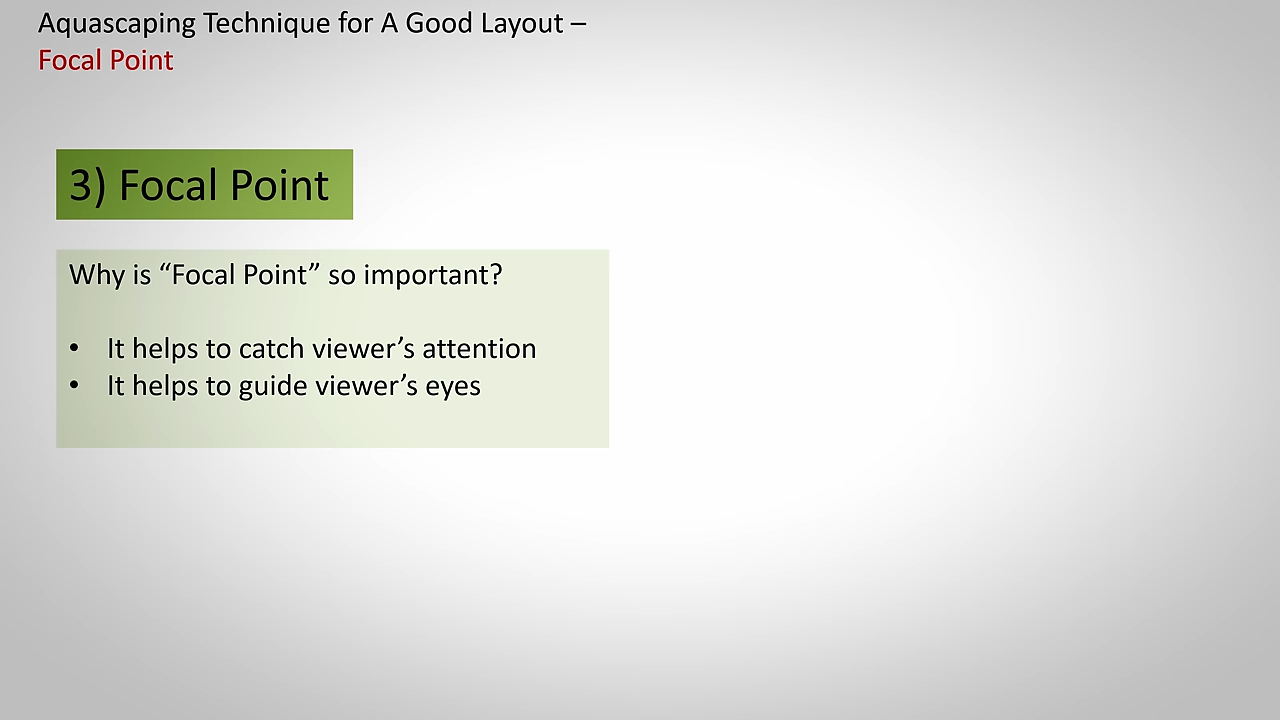 Aquascaping Technique for A Good Layout –
Focal Point
3) Focal Point
Why is “Focal Point” so important?
• It helps to catch viewer’s attention
• It helps to guide viewer’s eyes